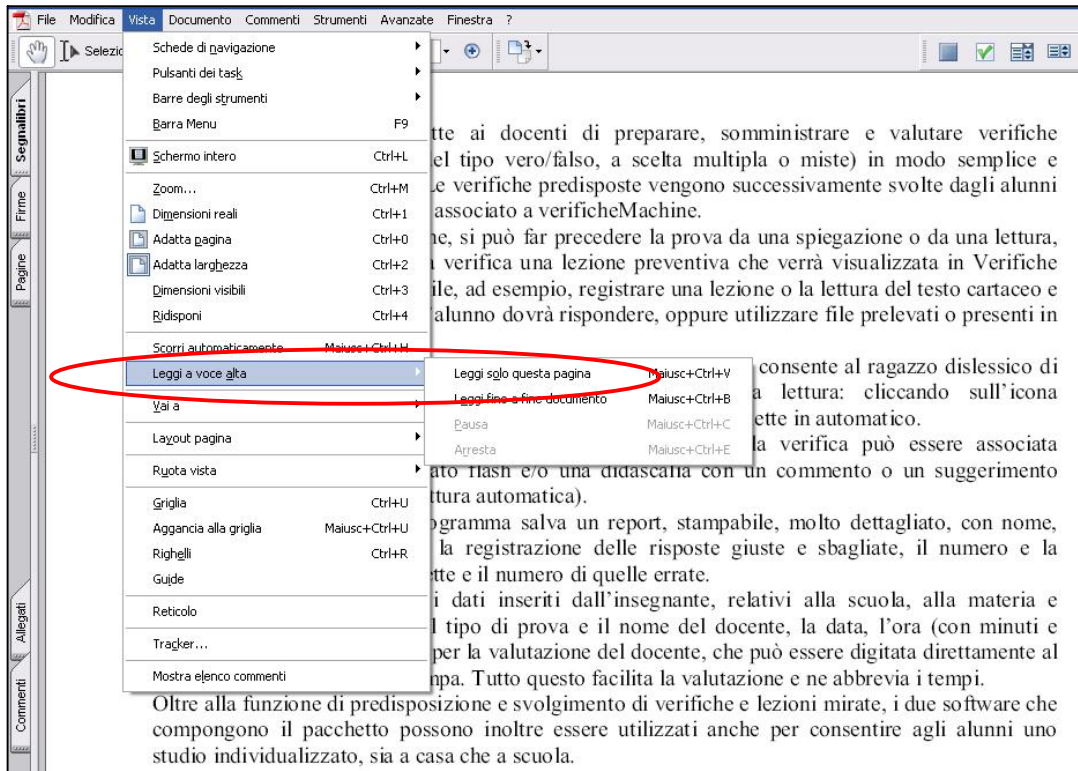 File Modifica Vista Documento Commenti Strumenti Avanzate Finestra ?
Selezio
Segnalibri
Firme
Pagine
Allegati
Commenti
Schede di navigazione
Pulsanti dei task
Barre degli strumenti
Barra Menu F9
Schermo intero Ctrl+L
Zoom... Ctrl+M
Dimensioni reali Ctrl+1
Adatta pagina Ctrl+0
Adatta larghezza Ctrl+2
Dimensioni visibili Ctrl+3
Ridisponi Ctrl+4
Scorri automaticamente Maiusc+Ctrl+H
Leggi a voce alta
Vai a
Layout pagina
Ruota vista
Griglia Ctrl+U
Aggancia alla griglia Maiusc+Ctrl+U
Righelli Ctrl+R
Guide
Reticolo
Tracker...
Mostra elenco commenti
Leggi solo questa pagina Maiusc+Ctrl+V
Leggi fino a fine documento Maiusc+Ctrl+B
Pausa Maiusc+Ctrl+C
Arresta Maiusc+Ctrl+E
tte ai docenti di preparare, somministrare e valutare verifiche
el tipo vero/falso, a scelta multipla o miste) in modo semplice e
Le verifiche predisposte vengono successivamente svolte dagli alunni
associato a verificheMachine.
ne, si può far precedere la prova da una spiegazione o da una lettura,
verifica una lezione preventiva che verrà visualizzata in Verifiche
ile, ad esempio, registrare una lezione o la lettura del testo cartaceo e
l'alunno dovrà rispondere, oppure utilizzare file prelevati o presenti in
consente al ragazzo dislessico di
a lettura: cliccando sull'icona
ette in automatico.
la verifica può essere associata
ato flash e/o una didascalia con un commento o un suggerimento
ttura automatica).
ogramma salva un report, stampabile, molto dettagliato, con nome,
la registrazione delle risposte giuste e sbagliate, il numero e la
tte e il numero di quelle errate.
i dati inseriti dall'insegnante, relativi alla scuola, alla materia e
l tipo di prova e il nome del docente, la data, l'ora (con minuti e
per la valutazione del docente, che può essere digitata direttamente al
mpa. Tutto questo facilita la valutazione e ne abbrevia i tempi.
Oltre alla funzione di predisposizione e svolgimento di verifiche e lezioni mirate, i due software che
compongono il pacchetto possono inoltre essere utilizzati anche per consentire agli alunni uno
studio individualizzato, sia a casa che a scuola.